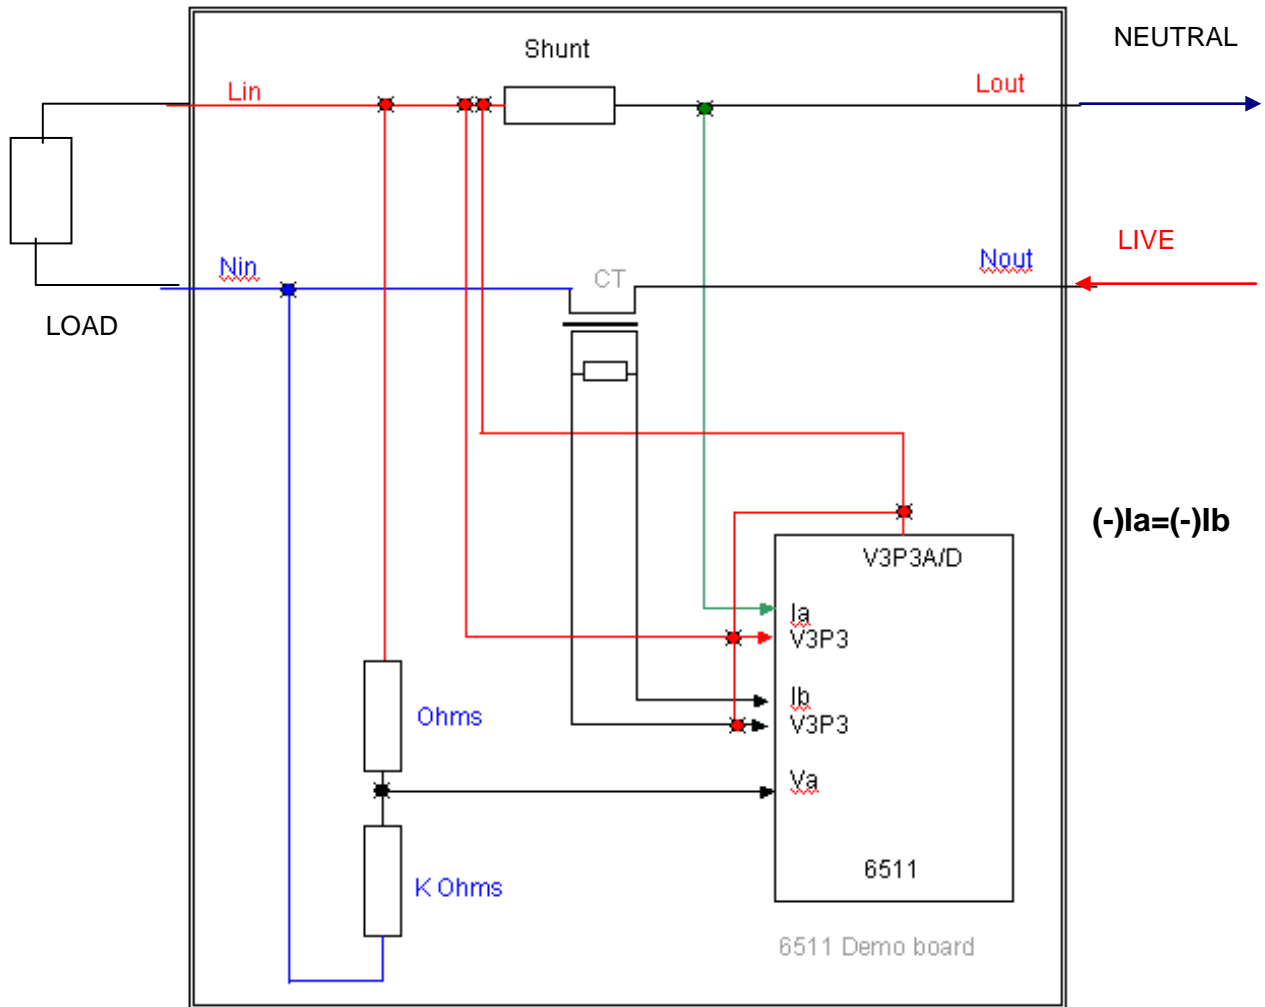 Shunt
NEUTRAL
Lin
Lout
LIVE
Nin
CT
Nout
LOAD
(-)Ia=(-)Ib
V3P3A/D
Ia
V3P3
Ib
V3P3
Ohms
Va
6511
K Ohms
6511 Demo board